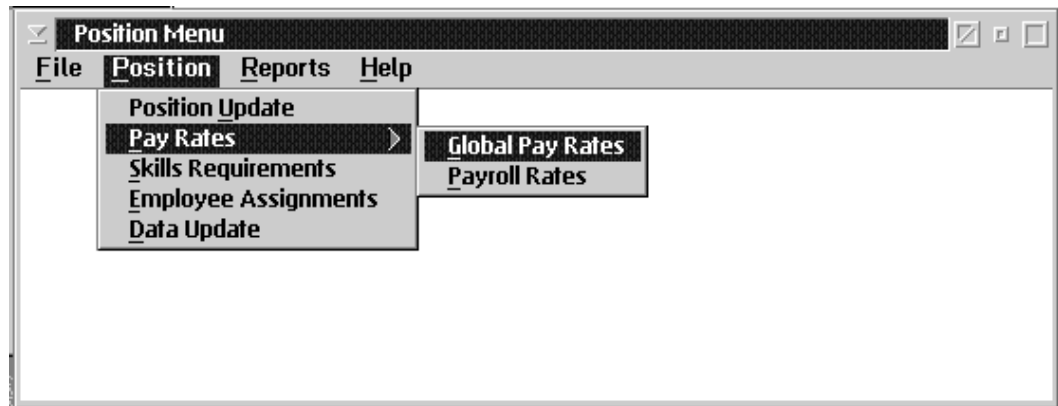 Position Menu
File Position Reports Help
Position Update
Pay Rates
Skills Requirements
Employee Assignments
Data Update
Global Pay Rates
Payroll Rates